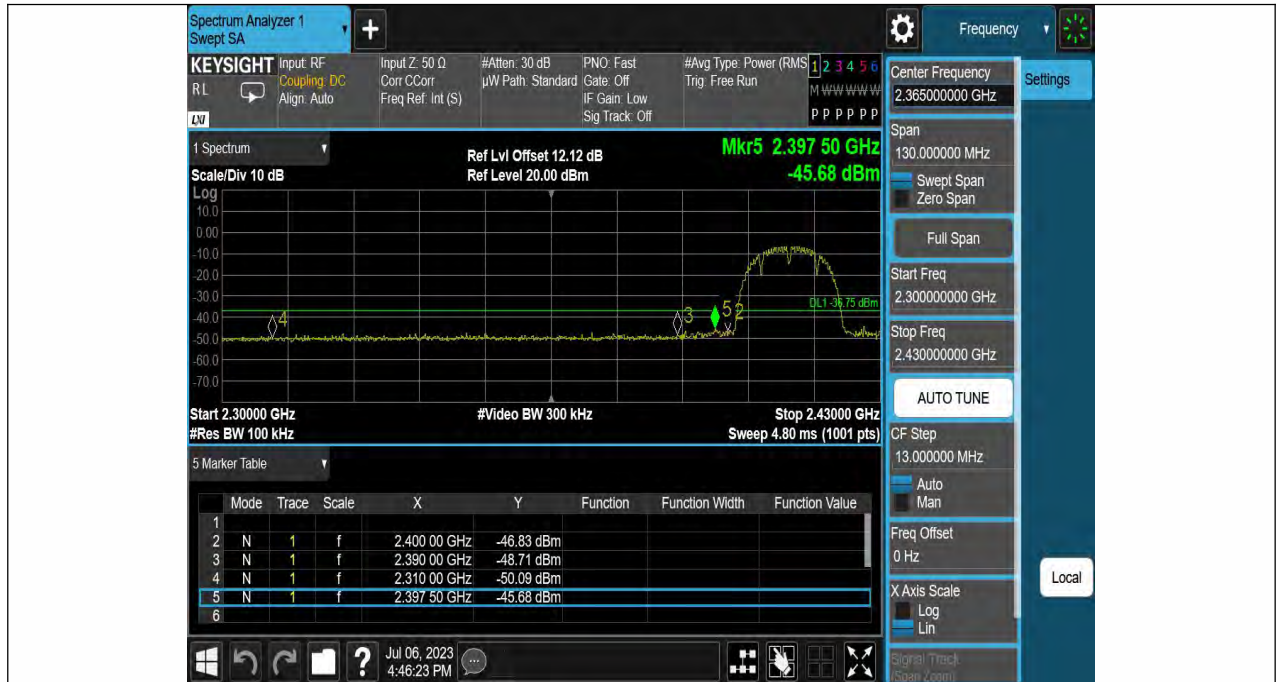 Spectrum Analyzer 1
Swept SA
+
Frequency
KEYSIGHT
RL
LXI
Input: RF
Coupling: DC
Align: Auto
Input Z: 50 Ω
Corr CCorr
Freq Ref: Int (S)
#Atten: 30 dB
µW Path: Standard
PNO: Fast
Gate: Off
IF Gain: Low
Sig Track: Off
#Avg Type: Power (RMS
Trig: Free Run
1 2 3 4 5 6
M W W W W W
P P P P P P
1 Spectrum
Scale/Div 10 dB
Ref Lvl Offset 12.12 dB
Ref Level 20.00 dBm
Mkr5 2.397 50 GHz
-45.68 dBm
Log
10.0
0.00
-10.0
-20.0
-30.0
-40.0
-50.0
-60.0
-70.0
DL1 -36.75 dBm
4
3
5
2
Start 2.30000 GHz
#Video BW 300 kHz
Stop 2.43000 GHz
#Res BW 100 kHz
Sweep 4.80 ms (1001 pts)
5 Marker Table
Mode Trace Scale X Y Function Function Width Function Value
1
2 N 1 f 2.400 00 GHz -46.83 dBm
3 N 1 f 2.390 00 GHz -48.71 dBm
4 N 1 f 2.310 00 GHz -50.09 dBm
5 N 1 f 2.397 50 GHz -45.68 dBm
6
?
Jul 06, 2023
4:46:23 PM
Center Frequency
2.365000000 GHz
Settings
Span
130.000000 MHz
Swept Span
Zero Span
Full Span
Start Freq
2.300000000 GHz
Stop Freq
2.430000000 GHz
AUTO TUNE
CF Step
13.000000 MHz
Auto
Man
Freq Offset
0 Hz
X Axis Scale
Log
Lin
Local
Signal Track
(Span Zoom)